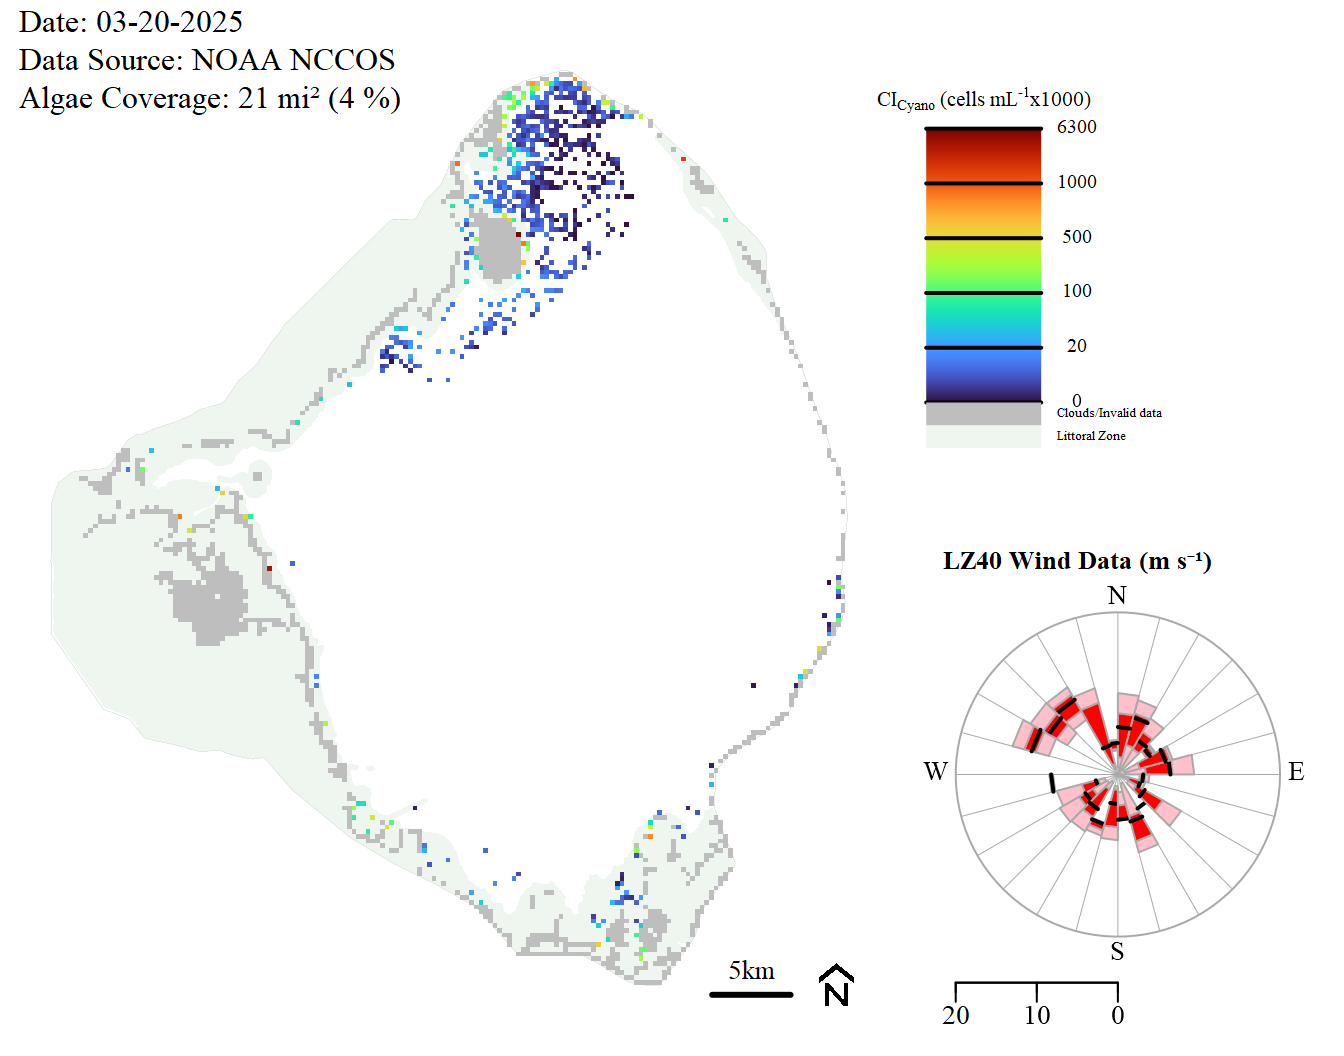 Date: 03-20-2025
Data Source: NOAA NCCOS
Algae Coverage: 21 mi² (4 %)
CICyano (cells mL⁻¹x1000)
6300
1000
500
100
20
0
Clouds/Invalid data
Littoral Zone
LZ40 Wind Data (m s⁻¹)
N
W
E
S
5km
N
20 10 0